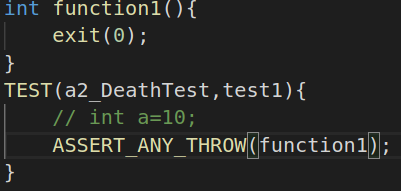 int function1(){
    exit(0);
}
TEST(a2_DeathTest,test1){
    // int a=10;
    ASSERT_ANY_THROW(function1);
}